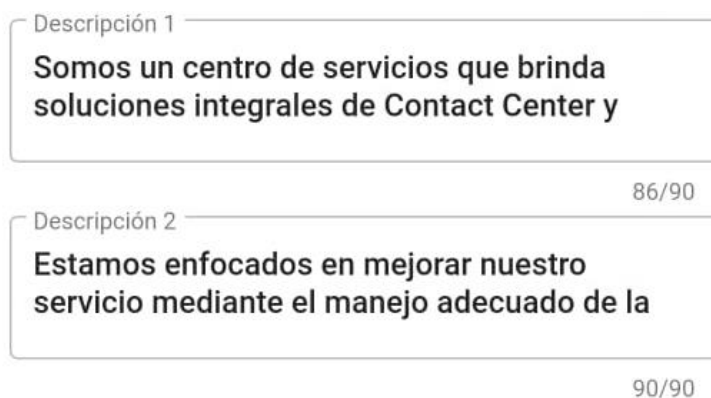 Descripción 1
Somos un centro de servicios que brinda
soluciones integrales de Contact Center y
86/90
Descripción 2
Estamos enfocados en mejorar nuestro
servicio mediante el manejo adecuado de la
90/90